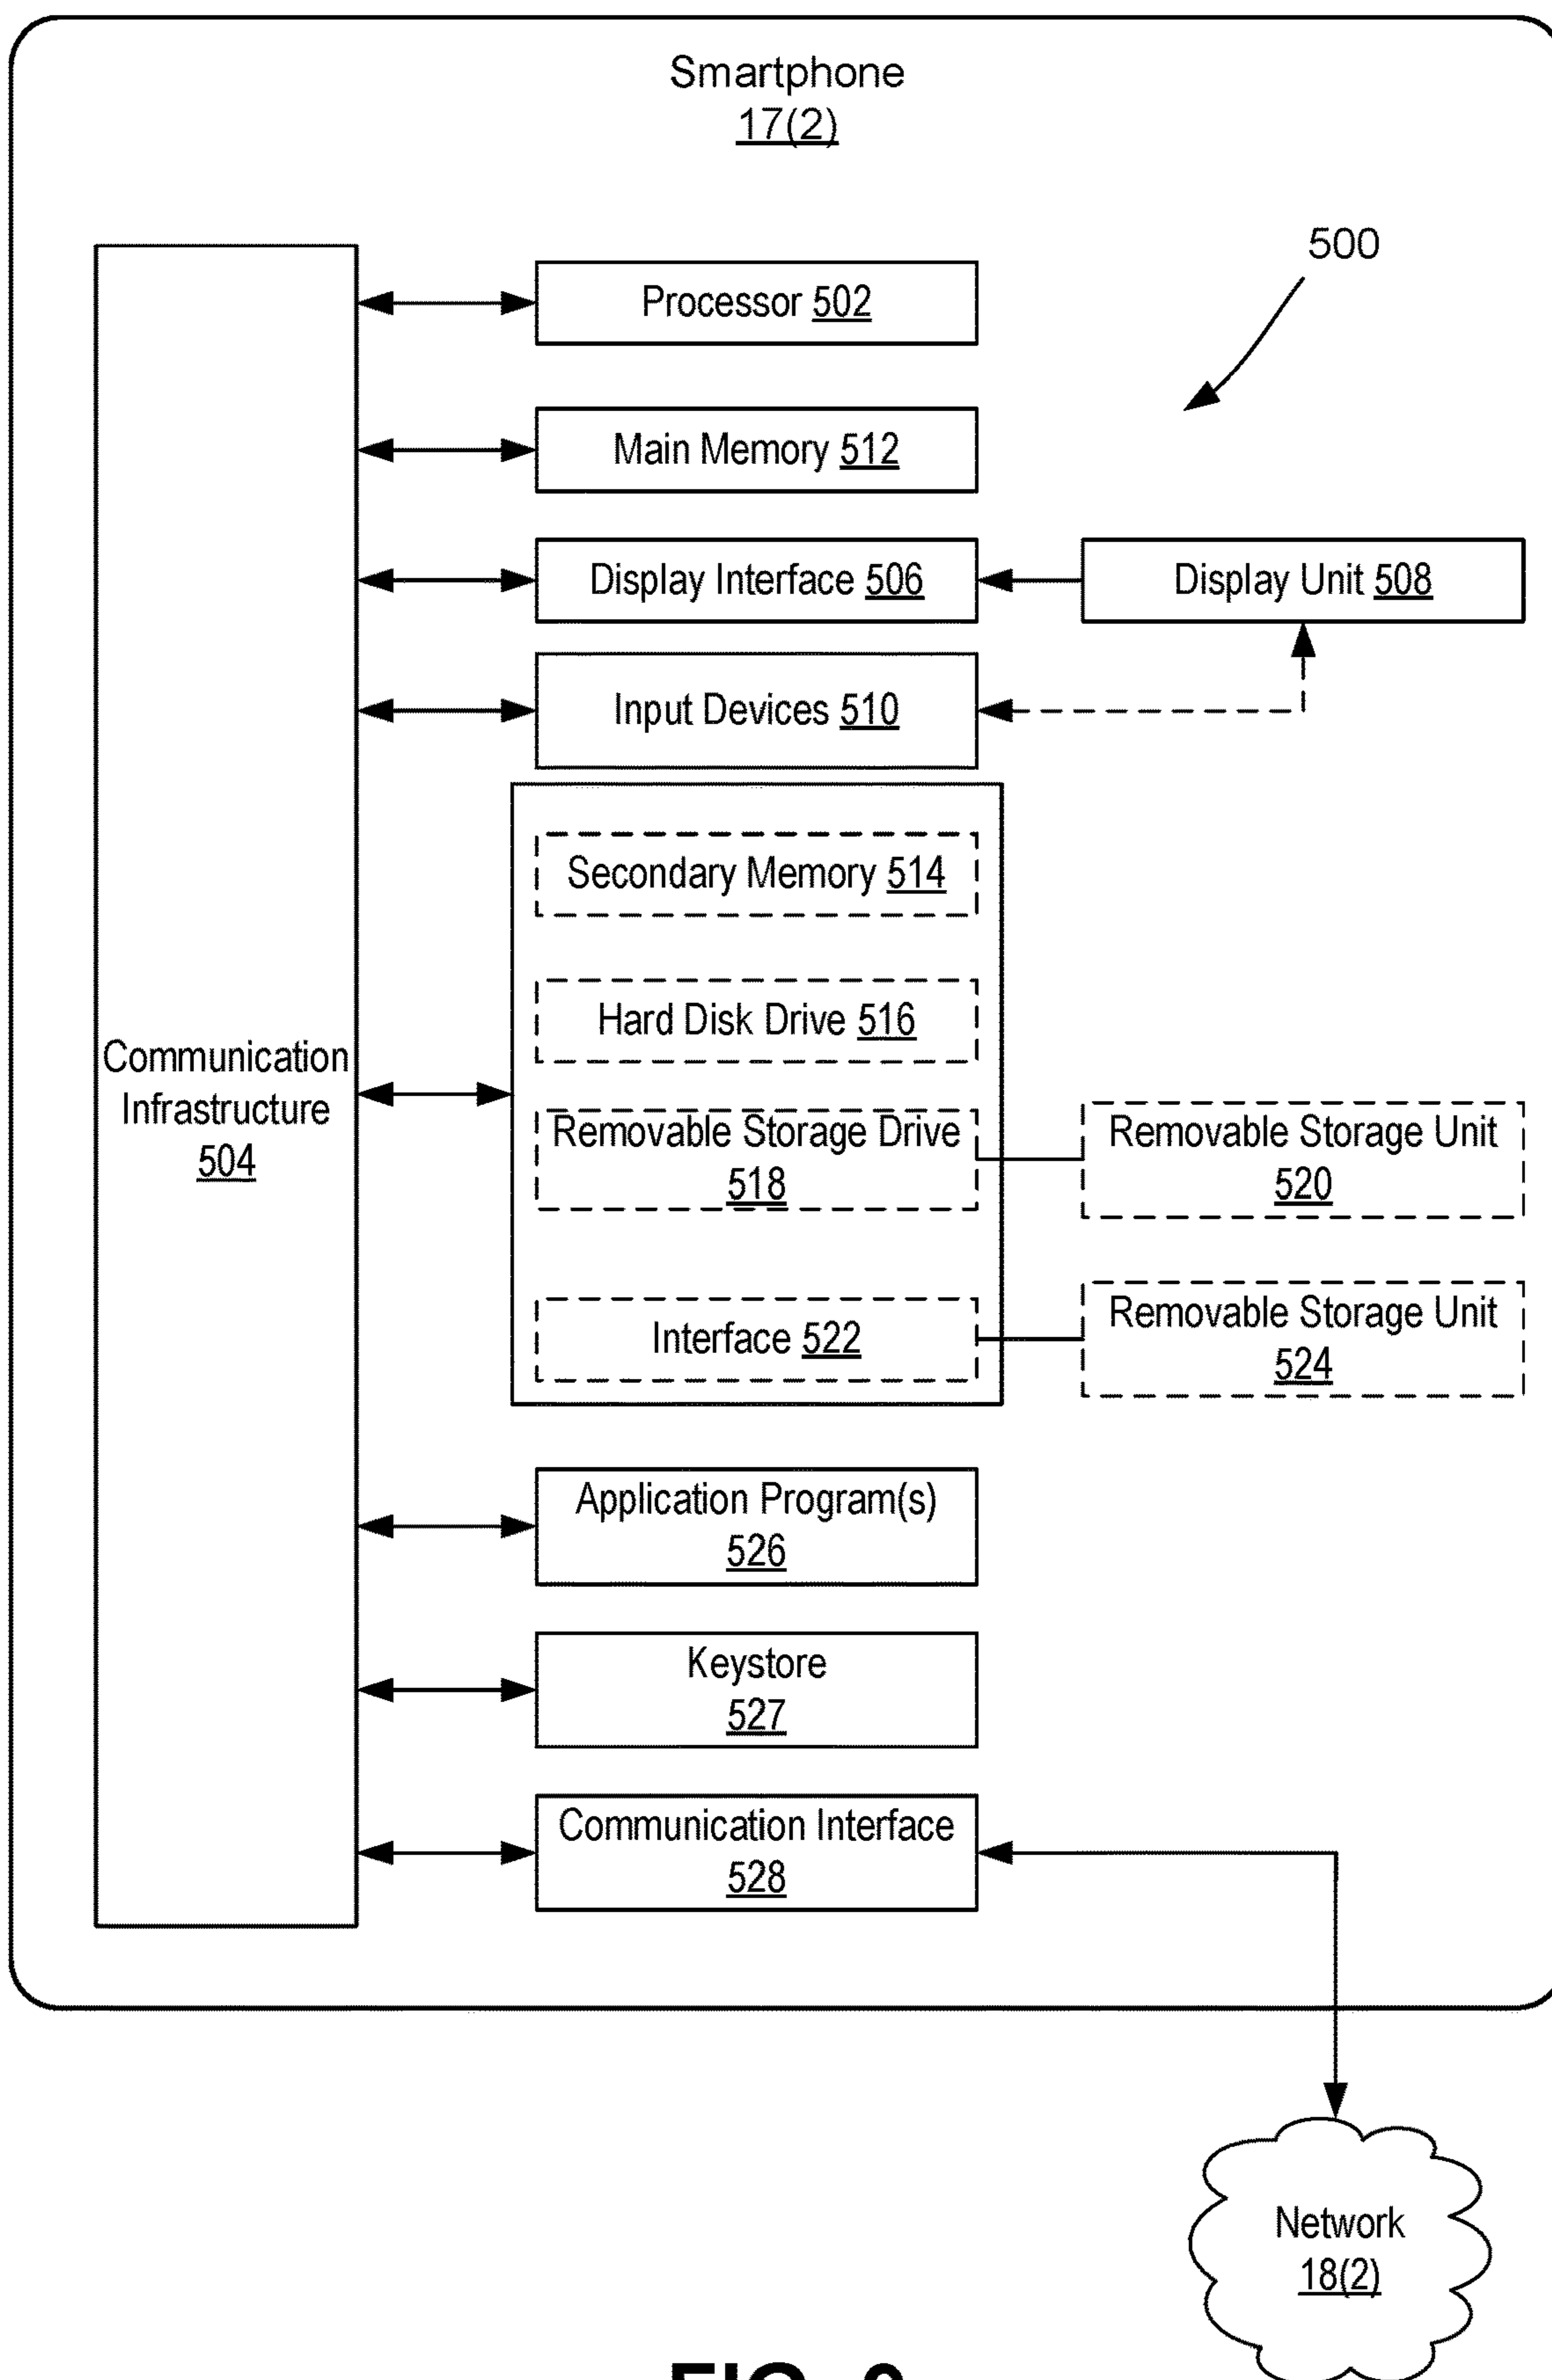 Smartphone
17(2)
500
Processor 502
Main Memory 512
Display Interface 506
Display Unit 508
Input Devices 510
Secondary Memory 514
Hard Disk Drive 516
Communication
Infrastructure
504
Removable Storage Drive
518
Removable Storage Unit
520
Interface 522
Removable Storage Unit
524
Application Program(s)
526
Keystore
527
Communication Interface
528
Network
18(2)
FIG.